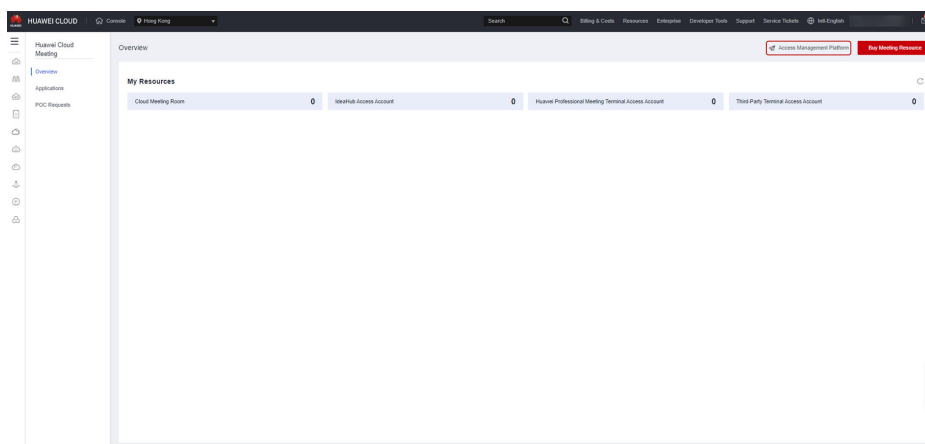 HUAWEI HUAWEI CLOUD Console Hong Kong Search Billing & Costs Resources Enterprise Developer Tools Support Service Tickets Intl-English
Huawei Cloud
Meeting
Overview
Applications
POC Requests
Overview
Access Management Platform
Buy Meeting Resource
My Resources
Cloud Meeting Room 0
IdeaHub Access Account 0
Huawei Professional Meeting Terminal Access Account 0
Third-Party Terminal Access Account 0